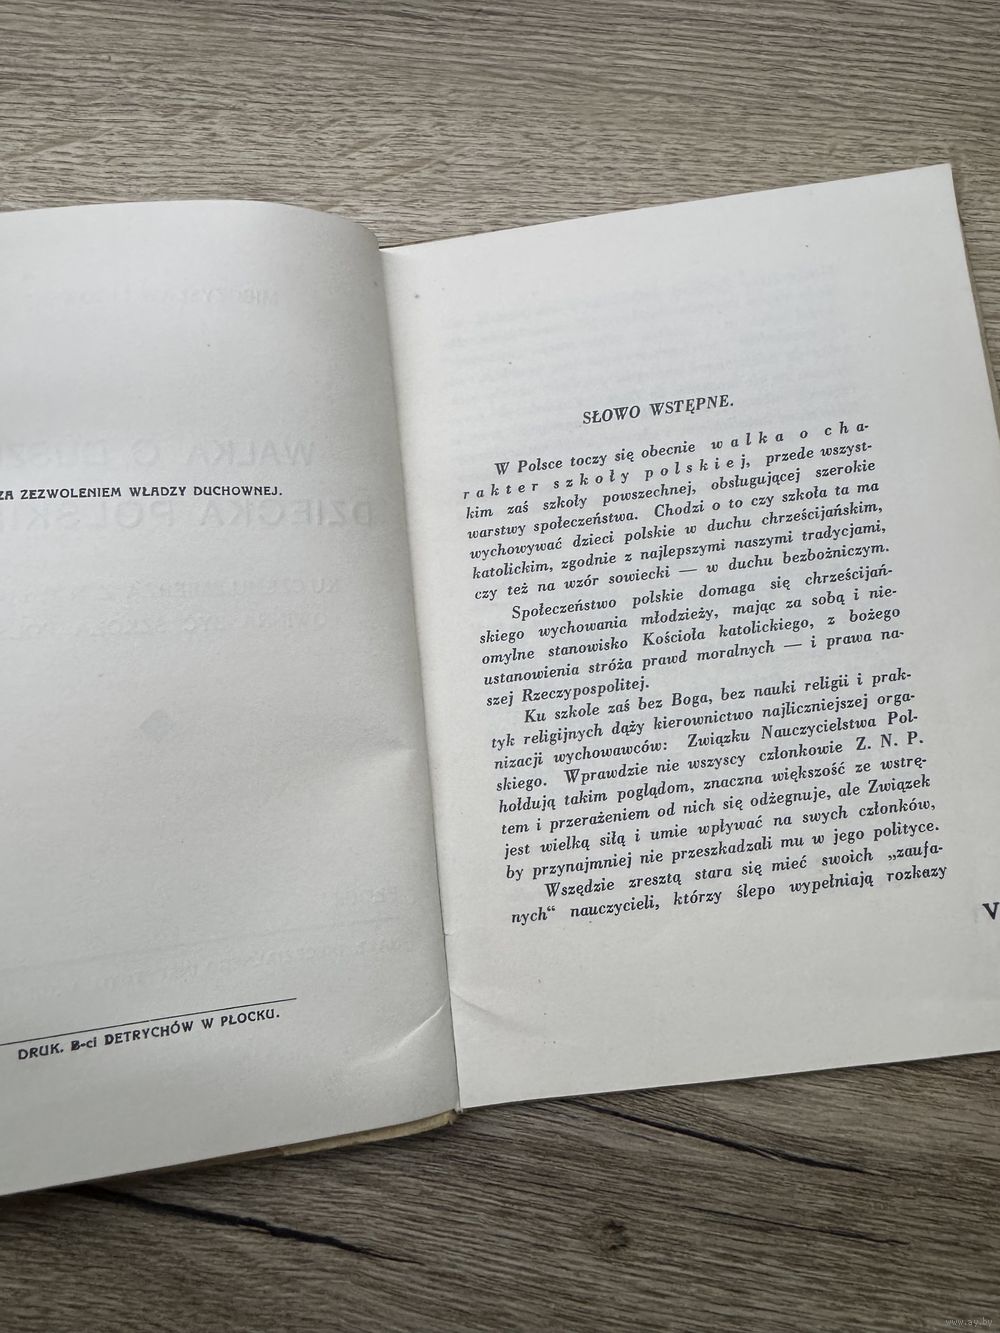 ZA ZEZWOLENIEM WŁADZY DUCHOWNEJ.
DRUK. B-ci DETRYCHÓW W PŁOCKU.
SŁOWO WSTĘPNE.
W Polsce toczy się obecnie walka o cha-
rakter szkoły polskiej, przede wszyst-
kim zaś szkoły powszechnej, obsługującej szerokie
warstwy społeczeństwa. Chodzi o to czy szkoła ta ma
wychowywać dzieci polskie w duchu chrześcijańskim,
katolickim, zgodnie z najlepszymi naszymi tradycjami,
czy też na wzór sowiecki — w duchu bezbożniczym.
Społeczeństwo polskie domaga się chrześcijań-
skiego wychowania młodzieży, mając za sobą i nie-
omylne stanowisko Kościoła katolickiego, z bożego
ustanowienia stróża prawd moralnych — i prawa na-
szej Rzeczypospolitej.
Ku szkole zaś bez Boga, bez nauki religii i prak-
tyk religijnych dąży kierownictwo najliczniejszej orga-
nizacji wychowawców: Związku Nauczycielstwa Pol-
skiego. Wprawdzie nie wszyscy członkowie Z. N. P.
hołdują takim poglądom, znaczna większość ze wstrę-
tem i przerażeniem od nich się odżegnuje, ale Związek
jest wielką siłą i umie wpływać na swych członków,
by przynajmniej nie przeszkadzali mu w jego polityce.
Wszędzie zresztą stara się mieć swoich „zaufa-
nych“ nauczycieli, którzy ślepo wypełniają rozkazy
V
www.ay.by